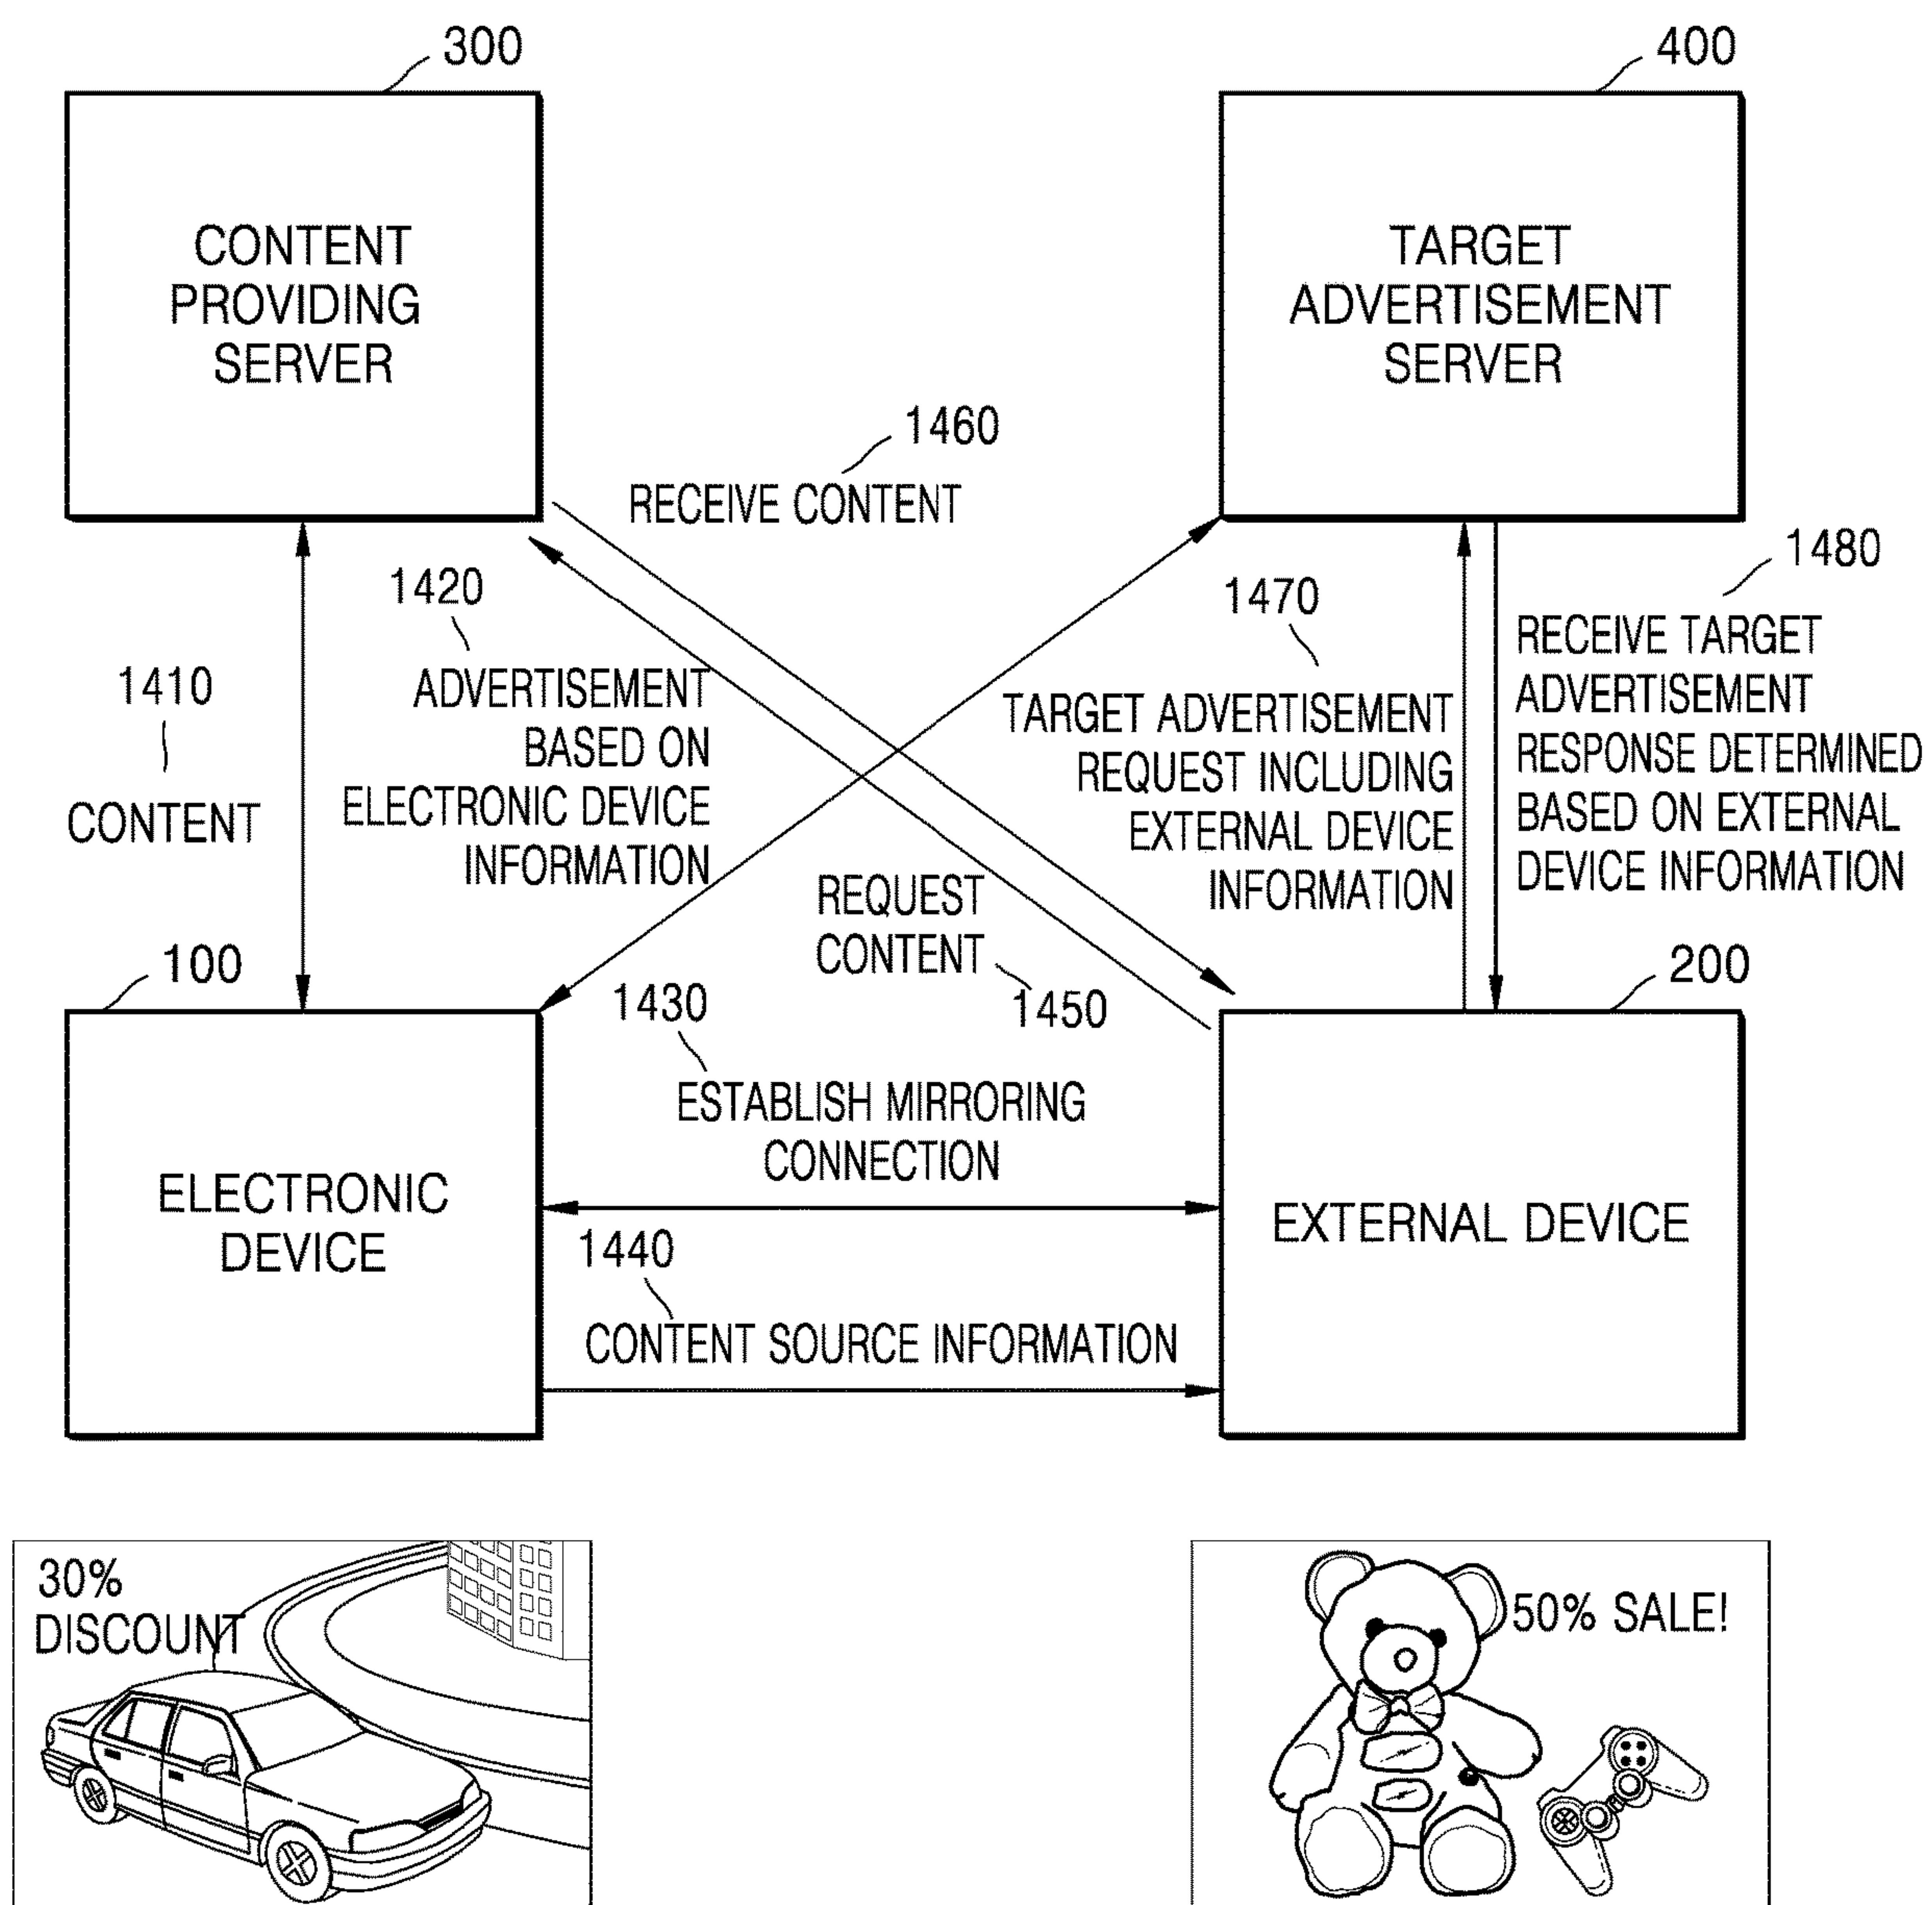 300
400
CONTENT
PROVIDING
SERVER
TARGET
ADVERTISEMENT
SERVER
1460
RECEIVE CONTENT
1410
CONTENT
1420
ADVERTISEMENT
BASED ON
ELECTRONIC DEVICE
INFORMATION
1470
TARGET ADVERTISEMENT
REQUEST INCLUDING
EXTERNAL DEVICE
INFORMATION
1480
RECEIVE TARGET
ADVERTISEMENT
RESPONSE DETERMINED
BASED ON EXTERNAL
DEVICE INFORMATION
REQUEST
CONTENT
1450
100
200
1430
ESTABLISH MIRRORING
CONNECTION
ELECTRONIC
DEVICE
EXTERNAL DEVICE
1440
CONTENT SOURCE INFORMATION
30%
DISCOUNT
50% SALE!